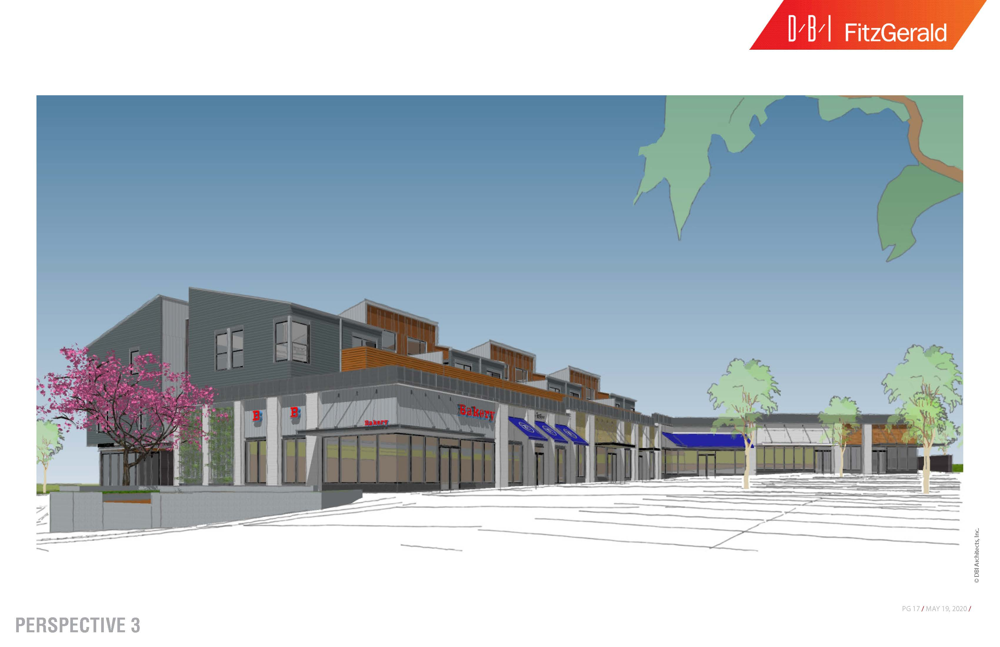 D/B/I FitzGerald
B
B
Bakery
Bakery
© DBI Architects, Inc.
PG 17 / MAY 19, 2020 /
PERSPECTIVE 3